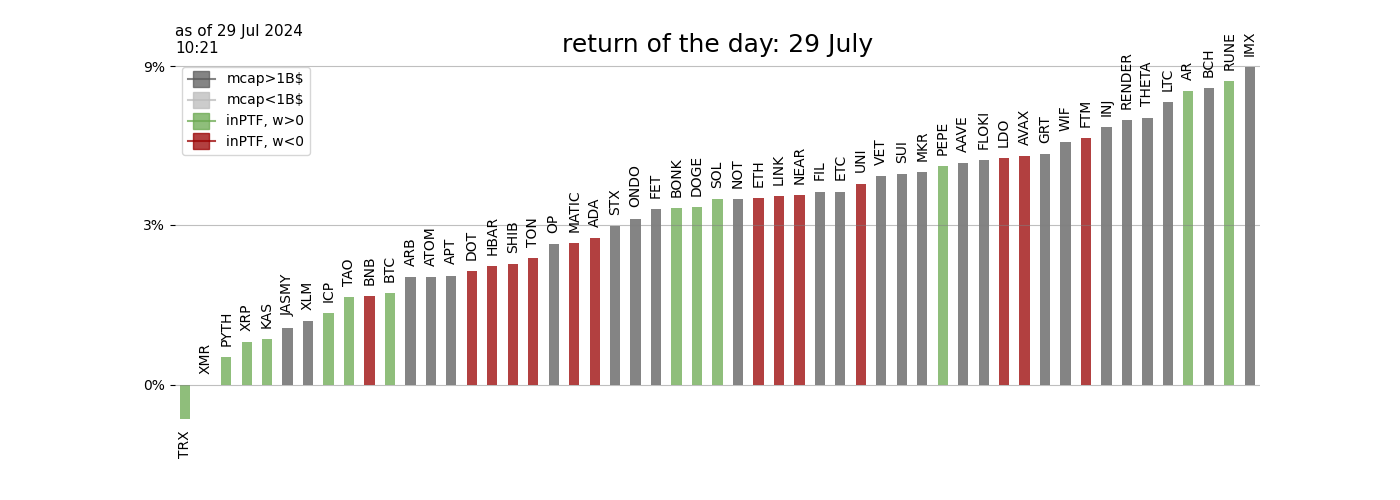 as of 29 Jul 2024
10:21
return of the day: 29 July
9%
3%
0%
mcap>1B$
mcap<1B$
inPTF, w>0
inPTF, w<0
TRX
XMR
PYTH
XRP
KAS
JASMY
XLM
ICP
TAO
BNB
BTC
ARB
ATOM
APT
DOT
HBAR
SHIB
TON
OP
MATIC
ADA
STX
ONDO
FET
BONK
DOGE
SOL
NOT
ETH
LINK
NEAR
FIL
ETC
UNI
VET
SUI
MKR
PEPE
AAVE
FLOKI
LDO
AVAX
GRT
WIF
FTM
INJ
RENDER
THETA
LTC
AR
BCH
RUNE
IMX